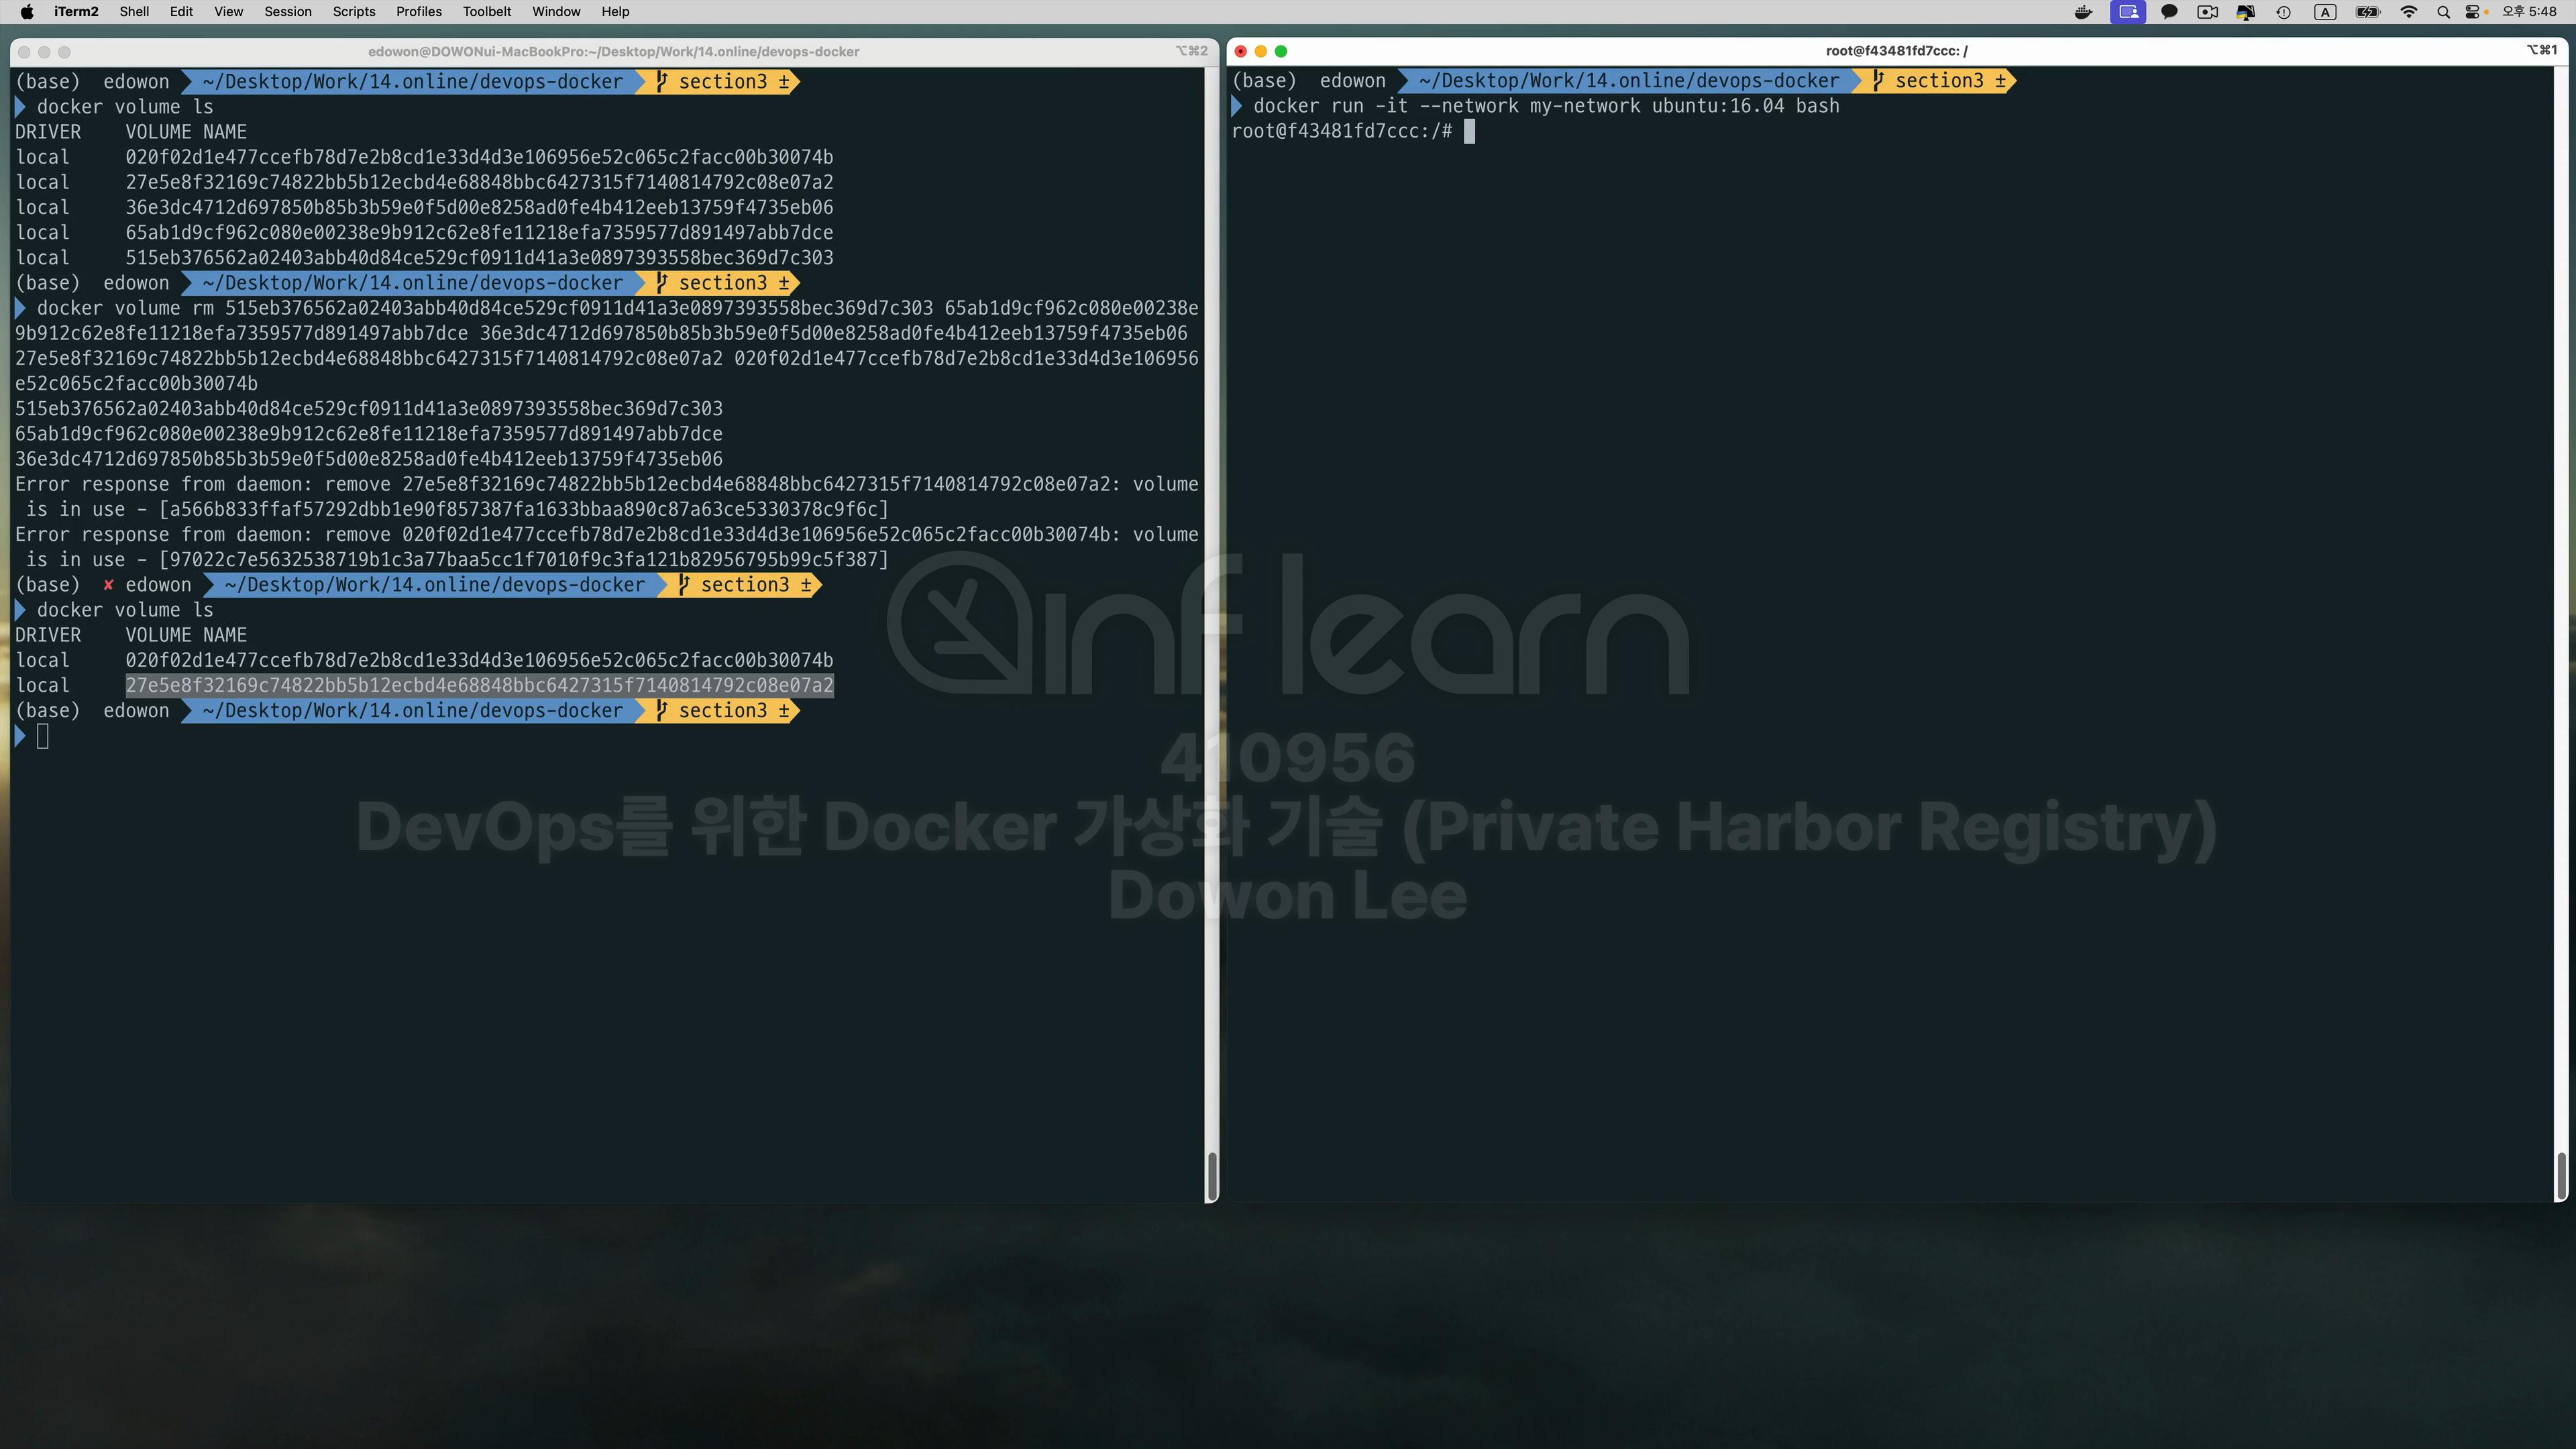 iTerm2 Shell Edit View Session Scripts Profiles Toolbelt Window Help
A 오후 5:48
edowon@DOWONui-MacBookPro:~/Desktop/Work/14.online/devops-docker ⌥⌘2
(base) edowon ~/Desktop/Work/14.online/devops-docker section3 ±
docker volume ls
DRIVER VOLUME NAME
local 020f02d1e477ccefb78d7e2b8cd1e33d4d3e106956e52c065c2facc00b30074b
local 27e5e8f32169c74822bb5b12ecbd4e68848bbc6427315f7140814792c08e07a2
local 36e3dc4712d697850b85b3b59e0f5d00e8258ad0fe4b412eeb13759f4735eb06
local 65ab1d9cf962c080e00238e9b912c62e8fe11218efa7359577d891497abb7dce
local 515eb376562a02403abb40d84ce529cf0911d41a3e0897393558bec369d7c303
(base) edowon ~/Desktop/Work/14.online/devops-docker section3 ±
docker volume rm 515eb376562a02403abb40d84ce529cf0911d41a3e0897393558bec369d7c303 65ab1d9cf962c080e00238e
9b912c62e8fe11218efa7359577d891497abb7dce 36e3dc4712d697850b85b3b59e0f5d00e8258ad0fe4b412eeb13759f4735eb06
27e5e8f32169c74822bb5b12ecbd4e68848bbc6427315f7140814792c08e07a2 020f02d1e477ccefb78d7e2b8cd1e33d4d3e106956
e52c065c2facc00b30074b
515eb376562a02403abb40d84ce529cf0911d41a3e0897393558bec369d7c303
65ab1d9cf962c080e00238e9b912c62e8fe11218efa7359577d891497abb7dce
36e3dc4712d697850b85b3b59e0f5d00e8258ad0fe4b412eeb13759f4735eb06
Error response from daemon: remove 27e5e8f32169c74822bb5b12ecbd4e68848bbc6427315f7140814792c08e07a2: volume
is in use - [a566b833ffaf57292dbb1e90f857387fa1633bbaa890c87a63ce5330378c9f6c]
Error response from daemon: remove 020f02d1e477ccefb78d7e2b8cd1e33d4d3e106956e52c065c2facc00b30074b: volume
is in use - [97022c7e5632538719b1c3a77baa5cc1f7010f9c3fa121b82956795b99c5f387]
(base) ✘ edowon ~/Desktop/Work/14.online/devops-docker section3 ±
docker volume ls
DRIVER VOLUME NAME
local 020f02d1e477ccefb78d7e2b8cd1e33d4d3e106956e52c065c2facc00b30074b
local 27e5e8f32169c74822bb5b12ecbd4e68848bbc6427315f7140814792c08e07a2
(base) edowon ~/Desktop/Work/14.online/devops-docker section3 ±
root@f43481fd7ccc: / ⌥⌘1
(base) edowon ~/Desktop/Work/14.online/devops-docker section3 ±
docker run -it --network my-network ubuntu:16.04 bash
root@f43481fd7ccc:/#
inflearn
410956
DevOps를 위한 Docker 가상화 기술 (Private Harbor Registry)
Dowon Lee